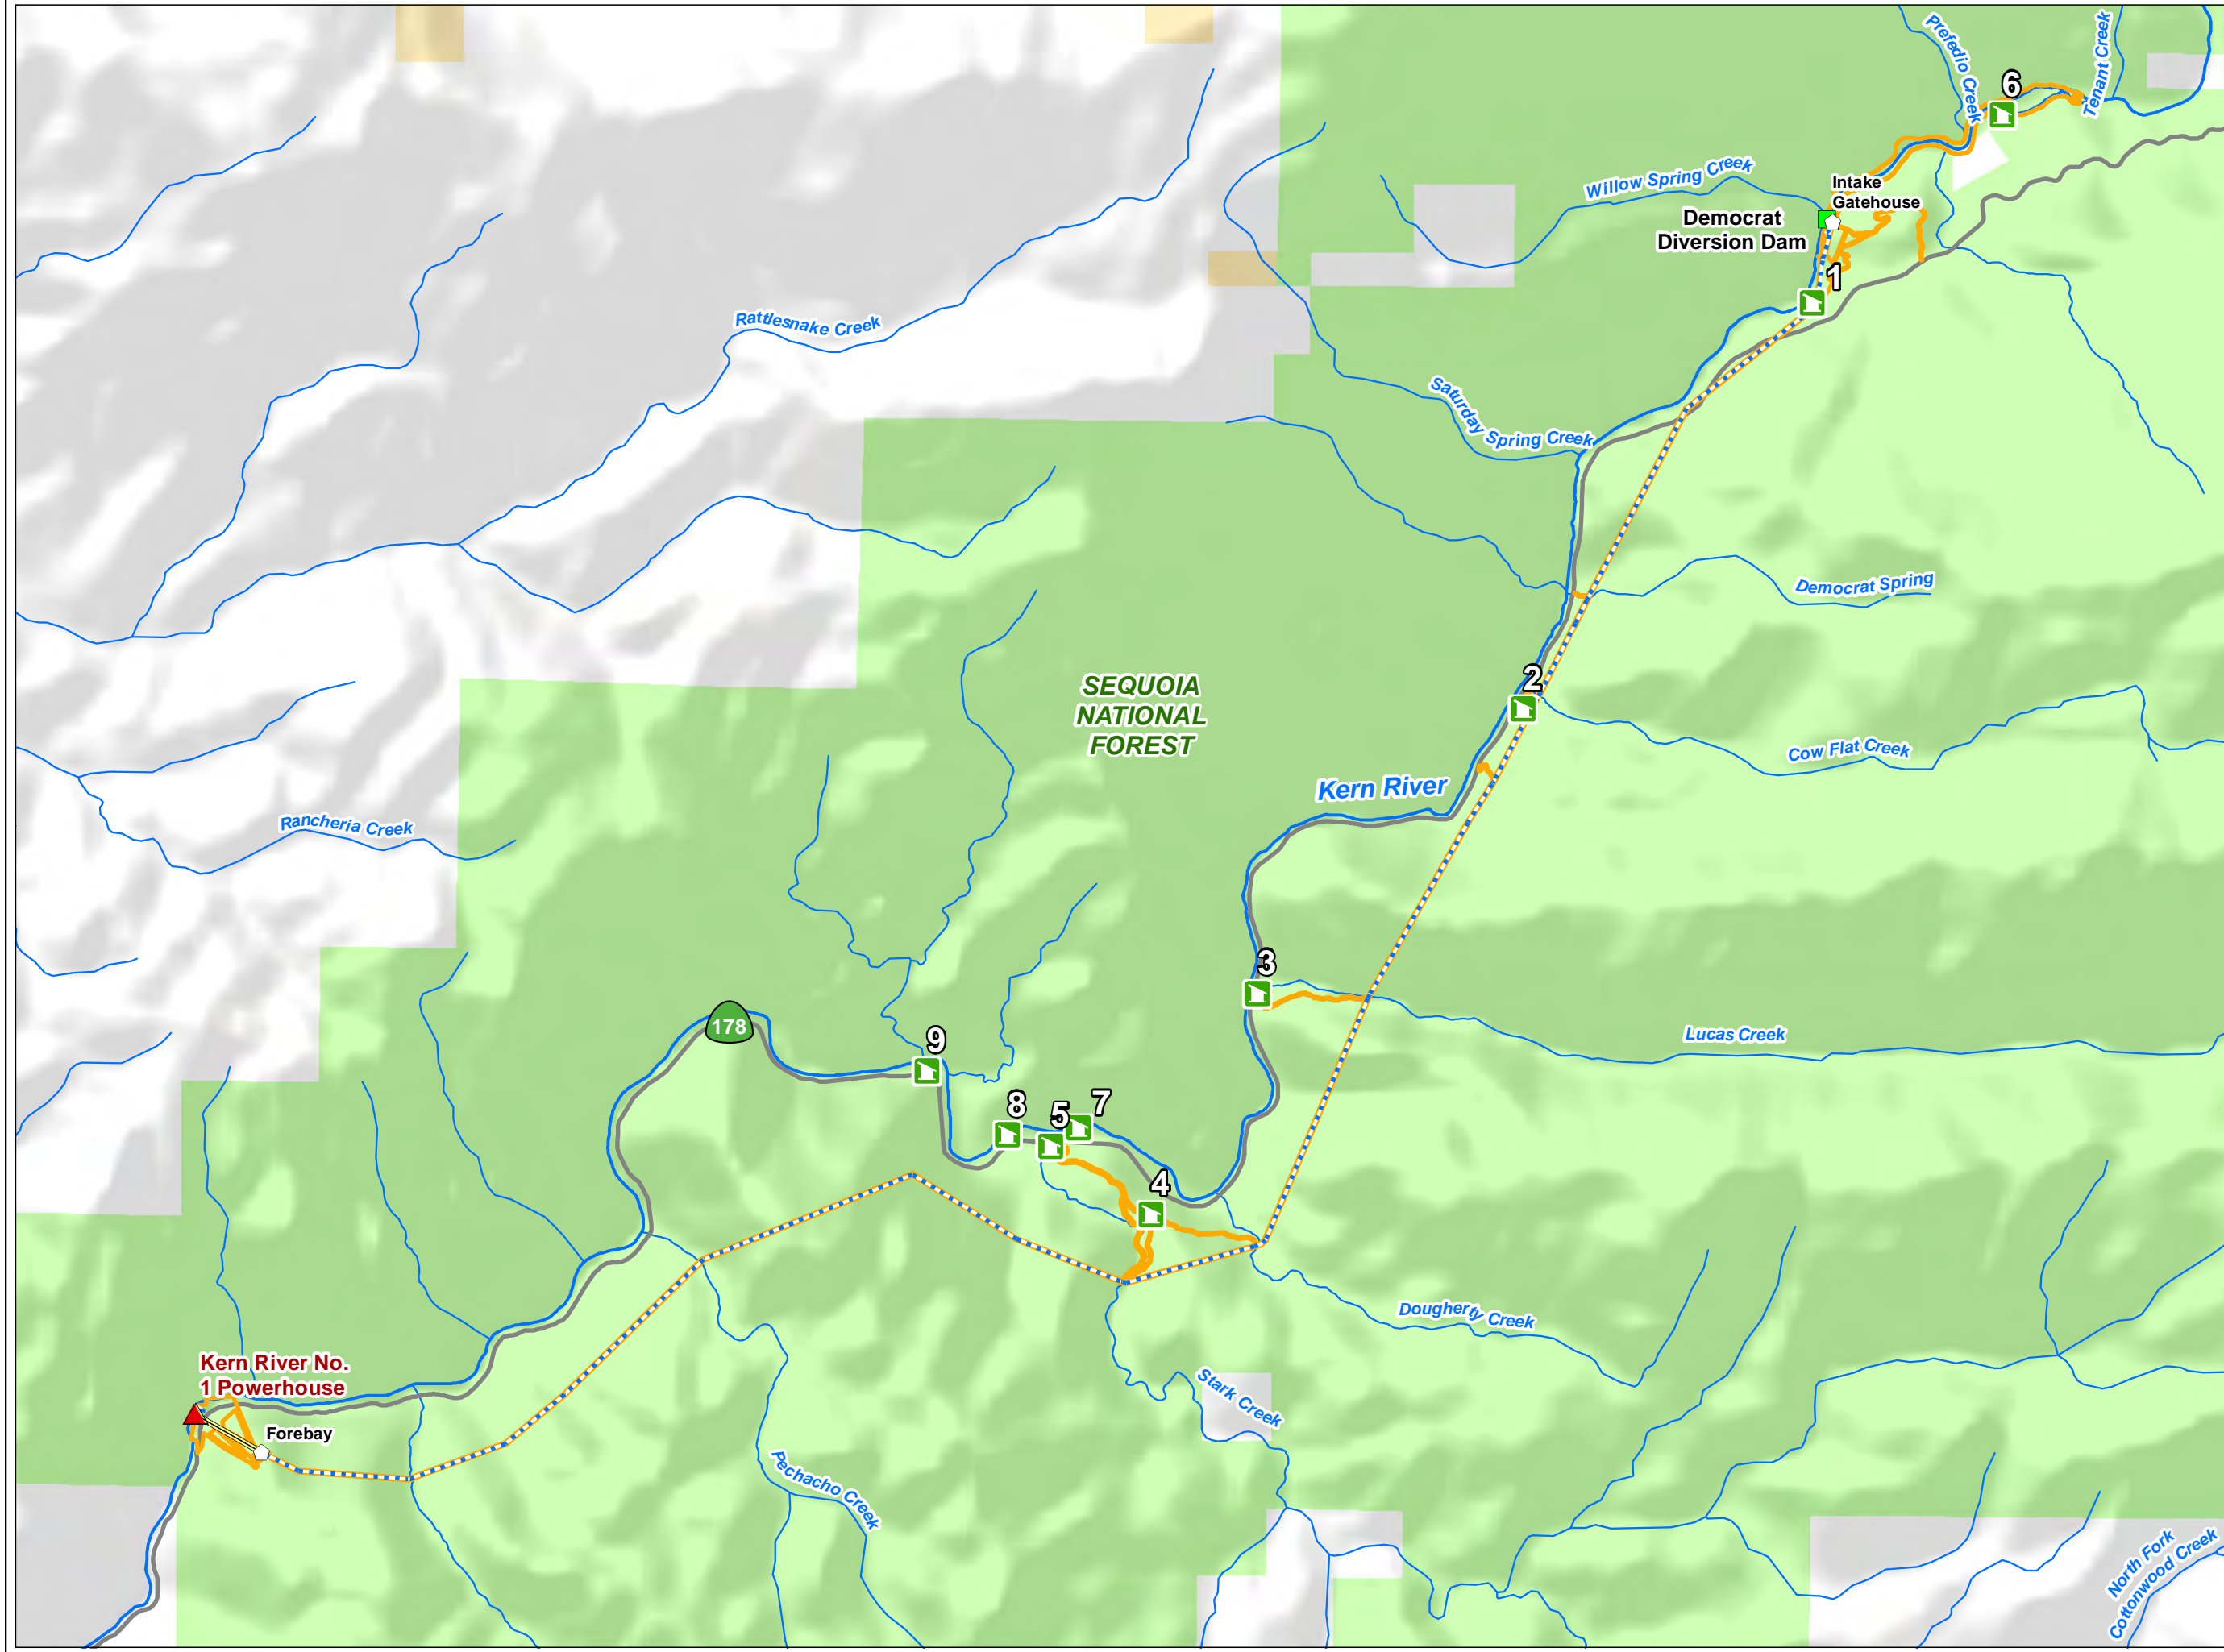 Prefedio Creek
Tenant Creek
6
Willow Spring Creek
Intake
Gatehouse
Democrat
Diversion Dam
1
Rattlesnake Creek
Saturday Spring Creek
Democrat Spring
2
SEQUOIA
NATIONAL
FOREST
Cow Flat Creek
Kern River
Rancheria Creek
3
178
Lucas Creek
9
8
5
7
4
Dougherty Creek
Kern River No.
1 Powerhouse
Stark Creek
Forebay
Pechacho Creek
North Fork
Cottonwood Creek